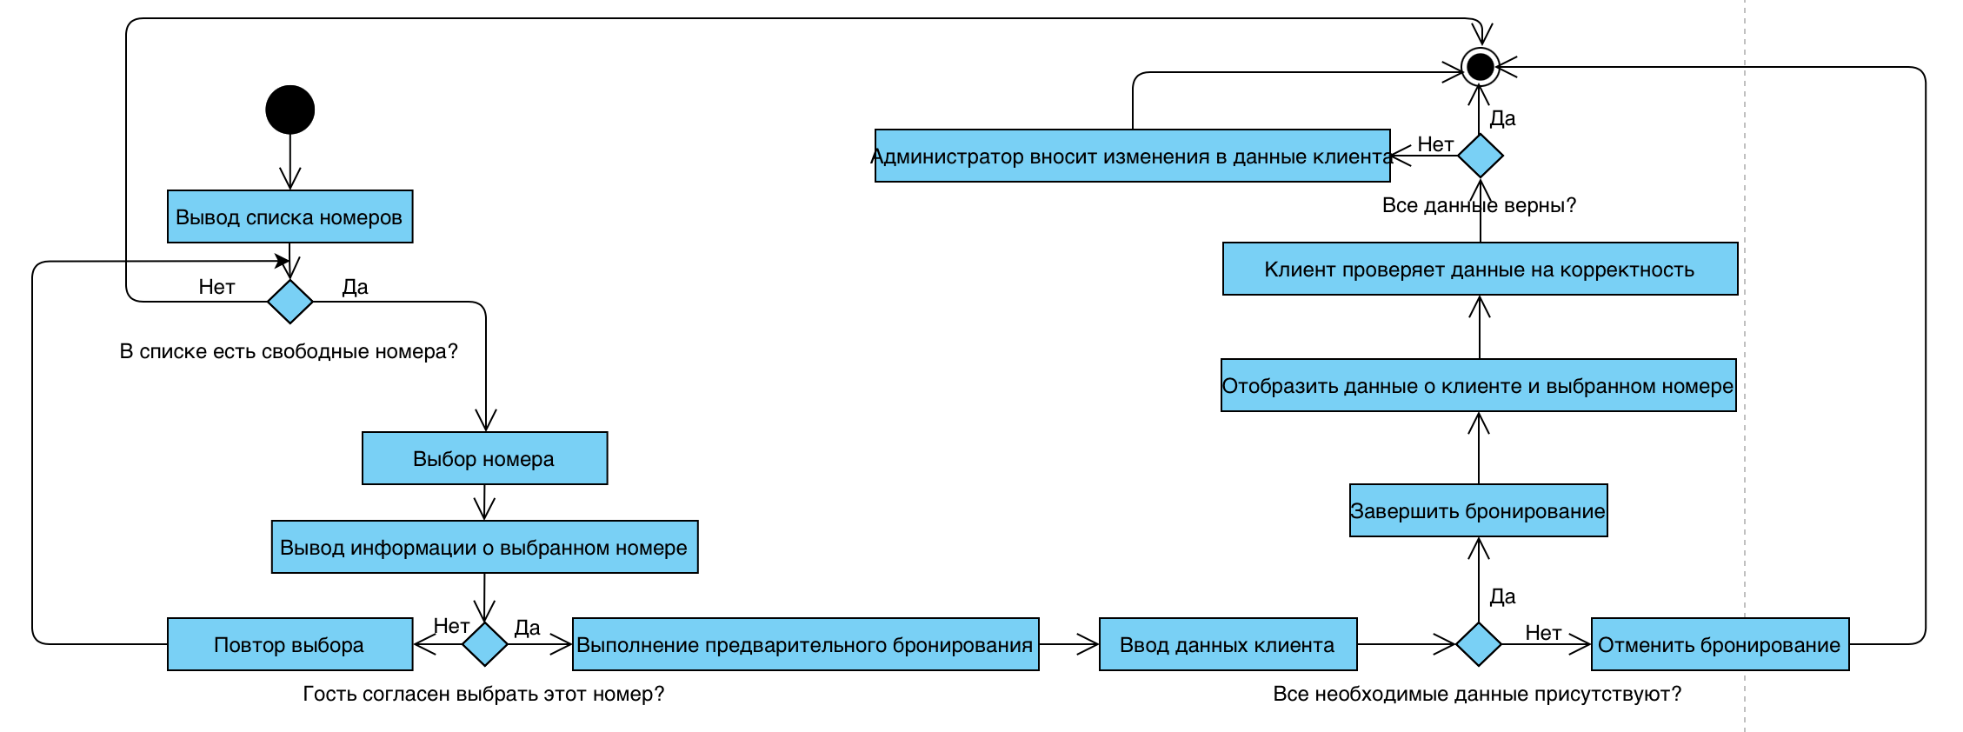 Вывод списка номеров
Нет
Да
В списке есть свободные номера?
Выбор номера
Вывод информации о выбранном номере
Нет
Да
Повтор выбора
Гость согласен выбрать этот номер?
Выполнение предварительного бронирования
Ввод данных клиента
Все необходимые данные присутствуют?
Нет
Отменить бронирование
Да
Завершить бронирование
Отобразить данные о клиенте и выбранном номере
Клиент проверяет данные на корректность
Все данные верны?
Нет
Да
Администратор вносит изменения в данные клиента